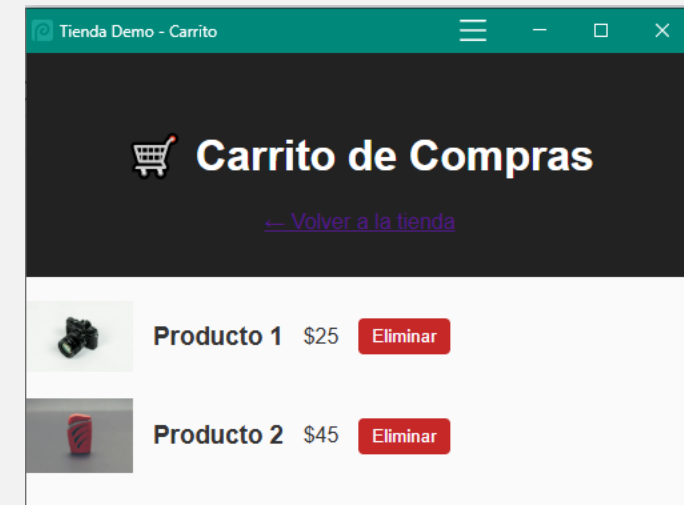 Tienda Demo - Carrito
Carrito de Compras
← Volver a la tienda
Producto 1 $25 Eliminar
Producto 2 $45 Eliminar